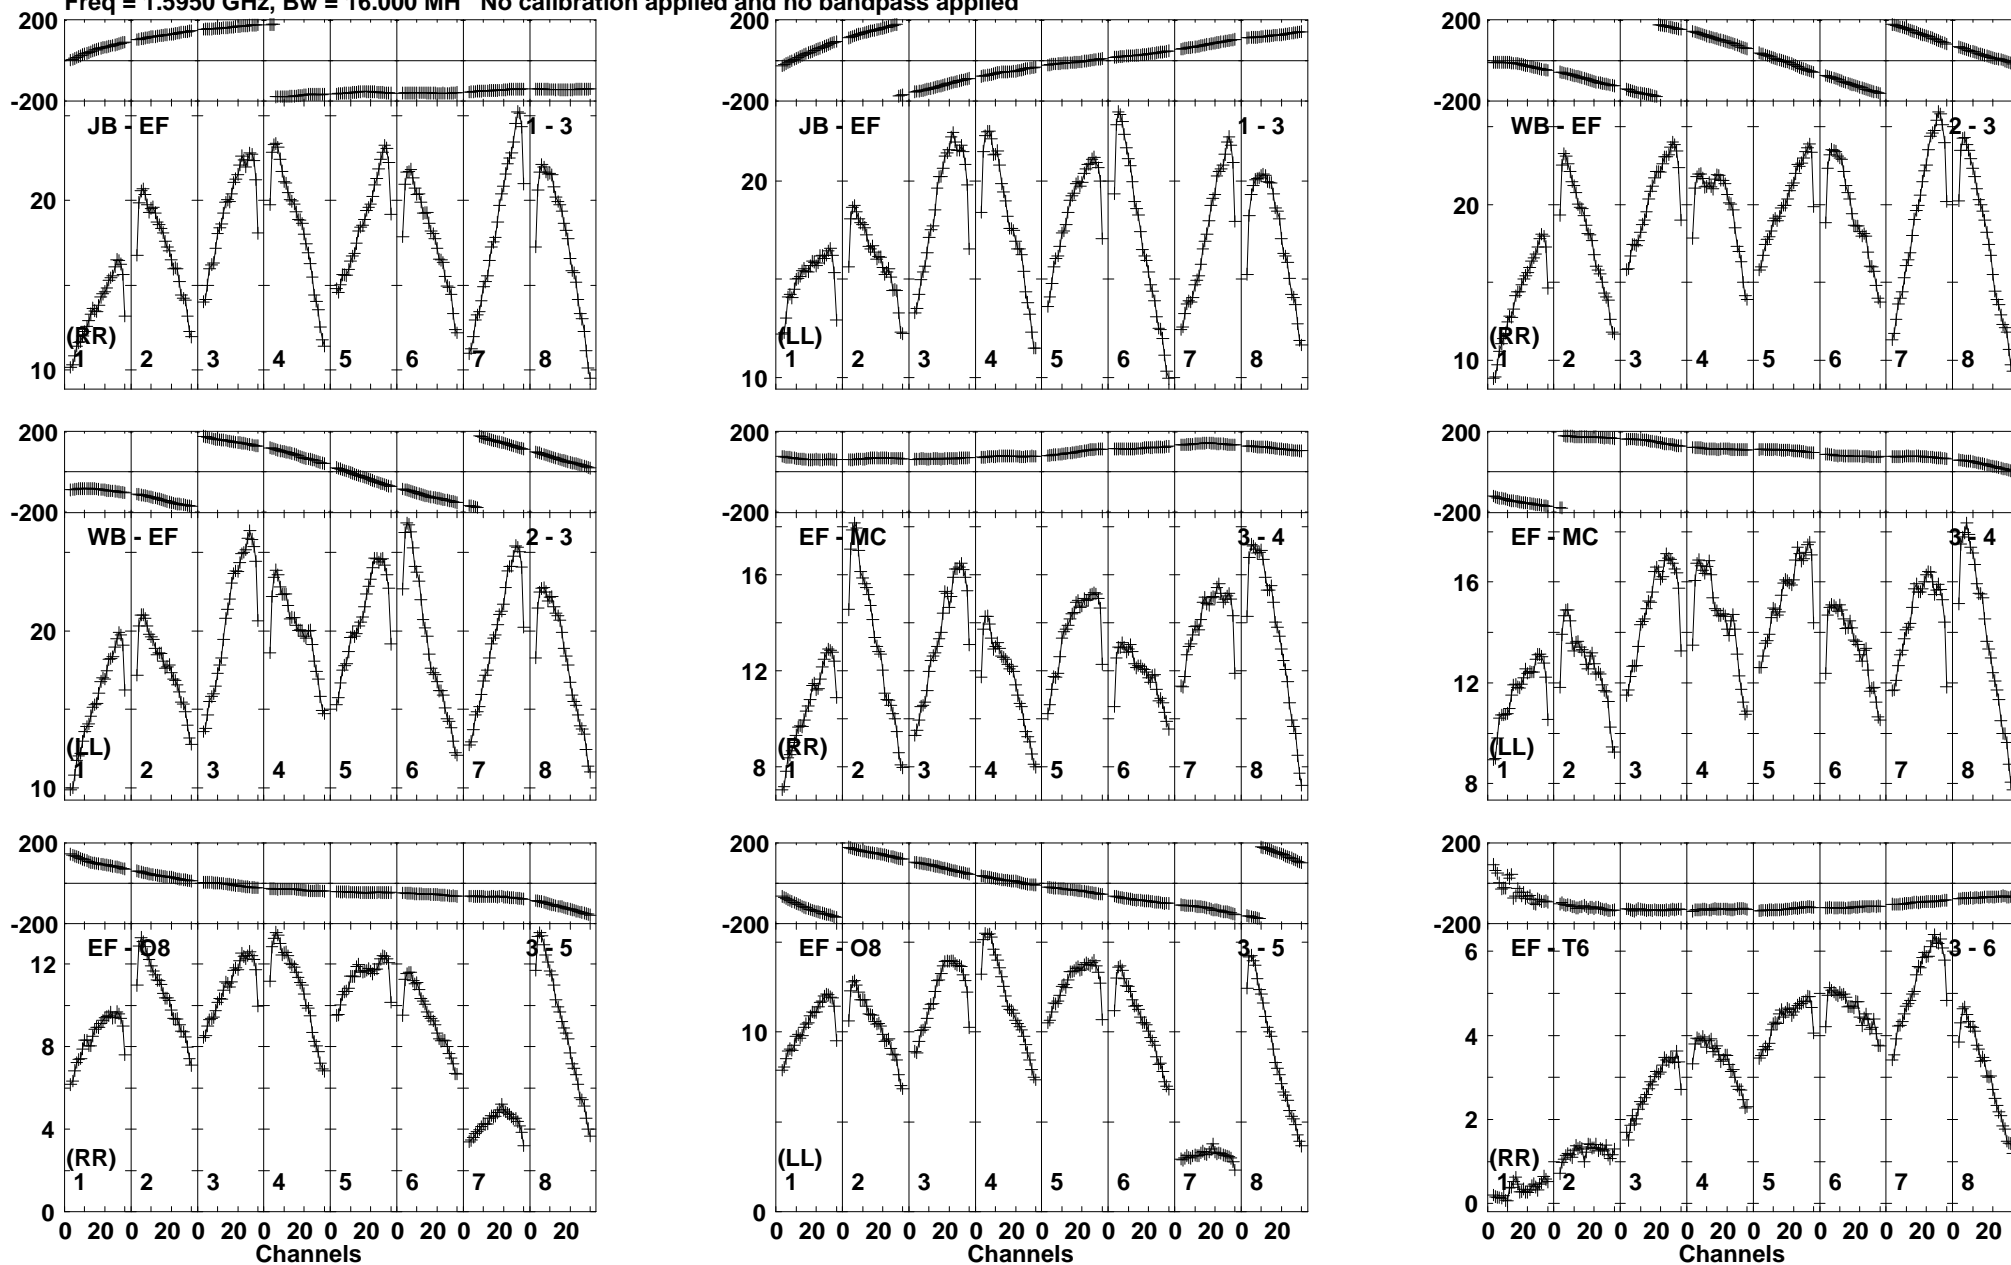 Freq = 1.5950 GHz, Bw = 16.000 MH No calibration applied and no bandpass applied
200 200 200
-200 -200 -200
JB - EF 1 - 3 JB - EF 1 - 3 WB - EF 2 - 3
20 20 20
(RR) (LL) (RR)
1 2 3 4 5 6 7 8 1 2 3 4 5 6 7 8 1 2 3 4 5 6 7 8
10 10 10
200 200 200
-200 -200 -200
WB - EF 2 - 3 EF - MC 3 - 4 EF - MC 3 - 4
16 16
20
12 12
(LL) (RR) (LL)
1 2 3 4 5 6 7 8 1 2 3 4 5 6 7 8 1 2 3 4 5 6 7 8
10 8 8
200 200 200
-200 -200 -200
EF - O8 3 - 5 EF - O8 3 - 5 EF - T6 3 - 6
12 6
10
8 4
4 2
(RR) (LL) (RR)
1 2 3 4 5 6 7 8 1 2 3 4 5 6 7 8 1 2 3 4 5 6 7 8
0 0 0
0 20 0 20 0 20 0 20 0 20 0 20 0 20 0 20 0 20 0 20 0 20 0 20 0 20 0 20 0 20 0 20 0 20 0 20 0 20 0 20 0 20 0 20 0 20 0 20
Channels Channels Channels